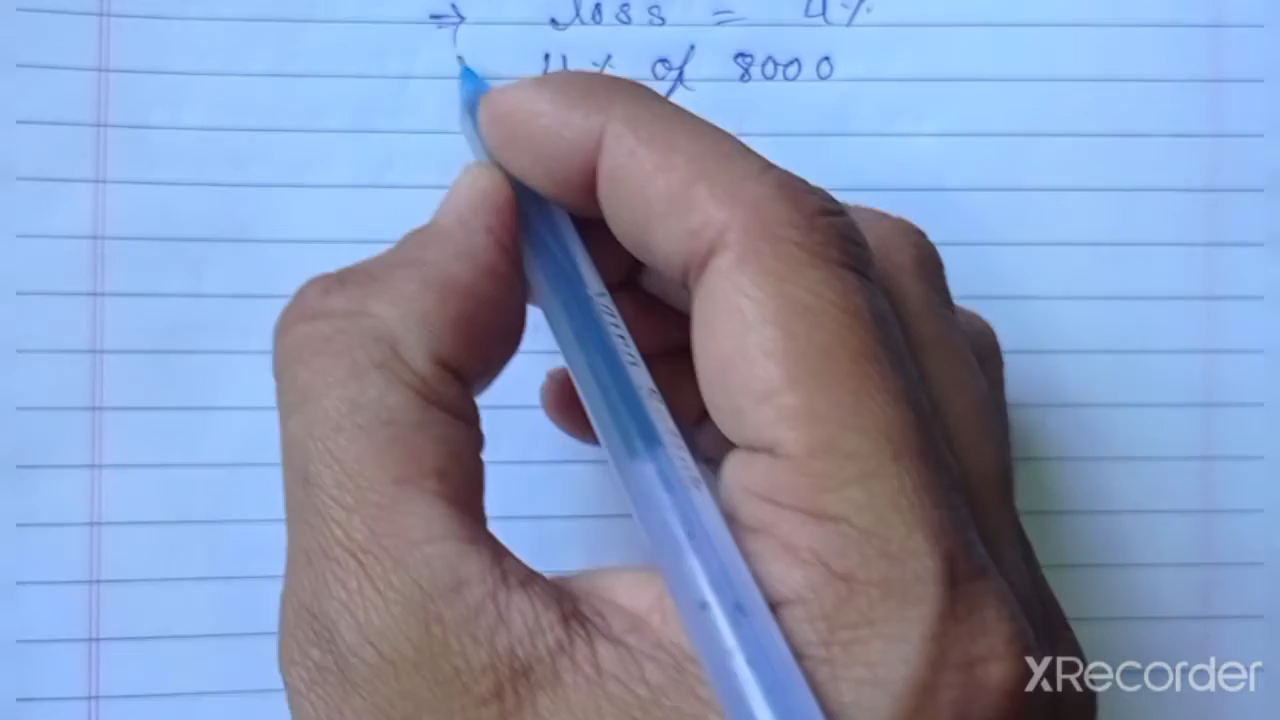 → loss = 4%
4% of 8000
XRecorder